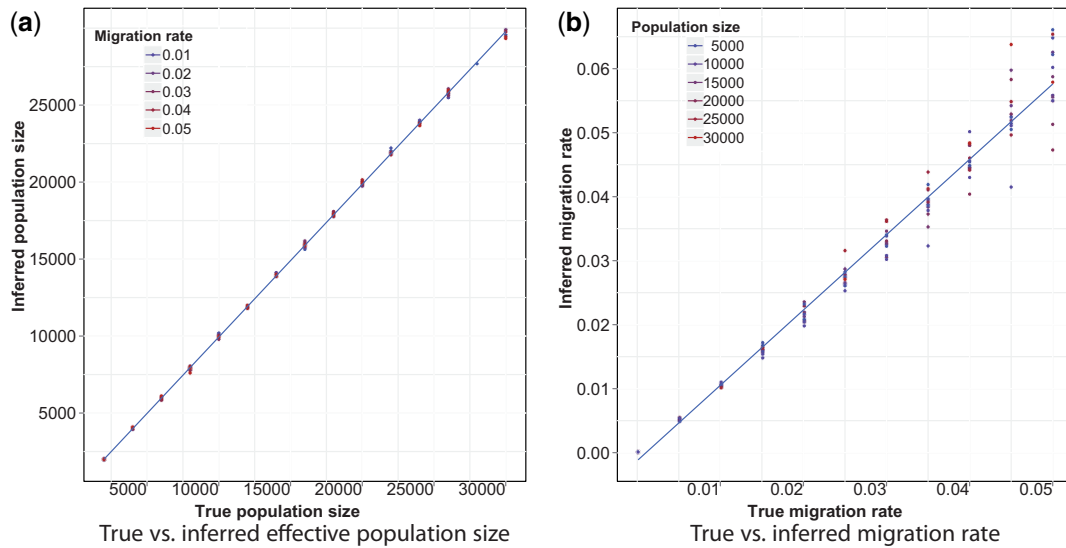 (a)
Migration rate
0.01
0.02
0.03
0.04
0.05
Inferred population size
25000
20000
15000
10000
5000
5000 10000 15000 20000 25000 30000
True population size
True vs. inferred effective population size
(b)
Population size
5000
10000
15000
20000
25000
30000
Inferred migration rate
0.06
0.05
0.04
0.03
0.02
0.01
0.00
0.01 0.02 0.03 0.04 0.05
True migration rate
True vs. inferred migration rate